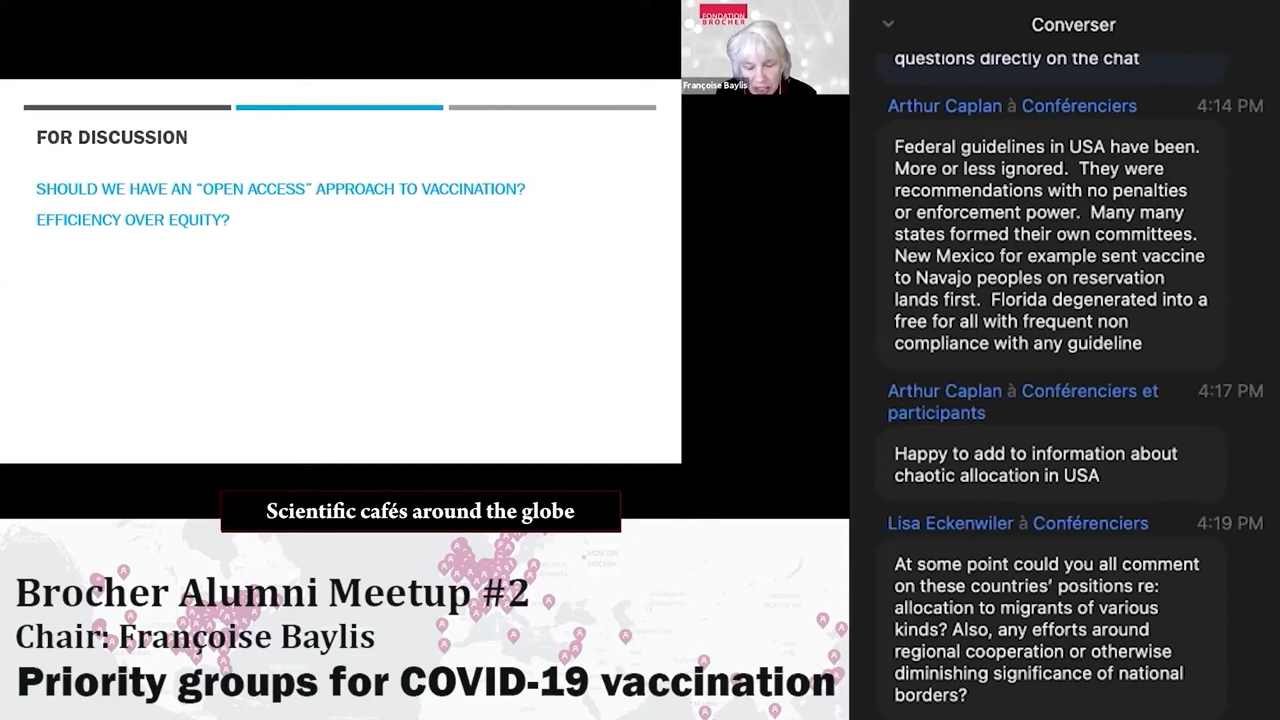 FONDATION
BROCHER
Françoise Baylis
FOR DISCUSSION
SHOULD WE HAVE AN “OPEN ACCESS” APPROACH TO VACCINATION?
EFFICIENCY OVER EQUITY?
Scientific cafés around the globe
MOSCOW
МОСКВА
Brocher Alumni Meetup #2
Chair: Françoise Baylis
Priority groups for COVID-19 vaccination
Converser
questions directly on the chat
Arthur Caplan à Conférenciers 4:14 PM
Federal guidelines in USA have been.
More or less ignored. They were
recommendations with no penalties
or enforcement power. Many many
states formed their own committees.
New Mexico for example sent vaccine
to Navajo peoples on reservation
lands first. Florida degenerated into a
free for all with frequent non
compliance with any guideline
Arthur Caplan à Conférenciers et 4:17 PM
participants
Happy to add to information about
chaotic allocation in USA
Lisa Eckenwiler à Conférenciers 4:19 PM
At some point could you all comment
on these countries’ positions re:
allocation to migrants of various
kinds? Also, any efforts around
regional cooperation or otherwise
diminishing significance of national
borders?